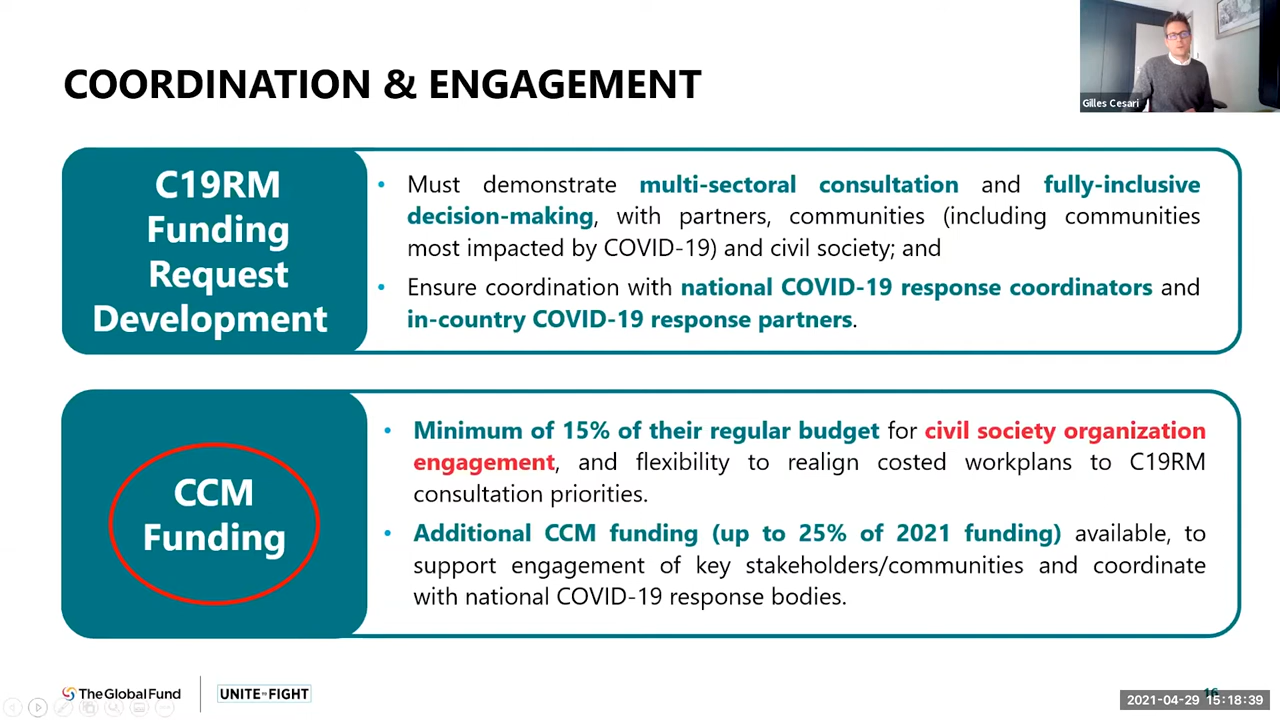 Gilles Cesari
COORDINATION & ENGAGEMENT
C19RM
Funding
Request
Development
• Must demonstrate multi-sectoral consultation and fully-inclusive
decision-making, with partners, communities (including communities
most impacted by COVID-19) and civil society; and
• Ensure coordination with national COVID-19 response coordinators and
in-country COVID-19 response partners.
CCM
Funding
• Minimum of 15% of their regular budget for civil society organization
engagement, and flexibility to realign costed workplans to C19RM
consultation priorities.
• Additional CCM funding (up to 25% of 2021 funding) available, to
support engagement of key stakeholders/communities and coordinate
with national COVID-19 response bodies.
The Global Fund
UNITE TO FIGHT
16
2021-04-29 15:18:39